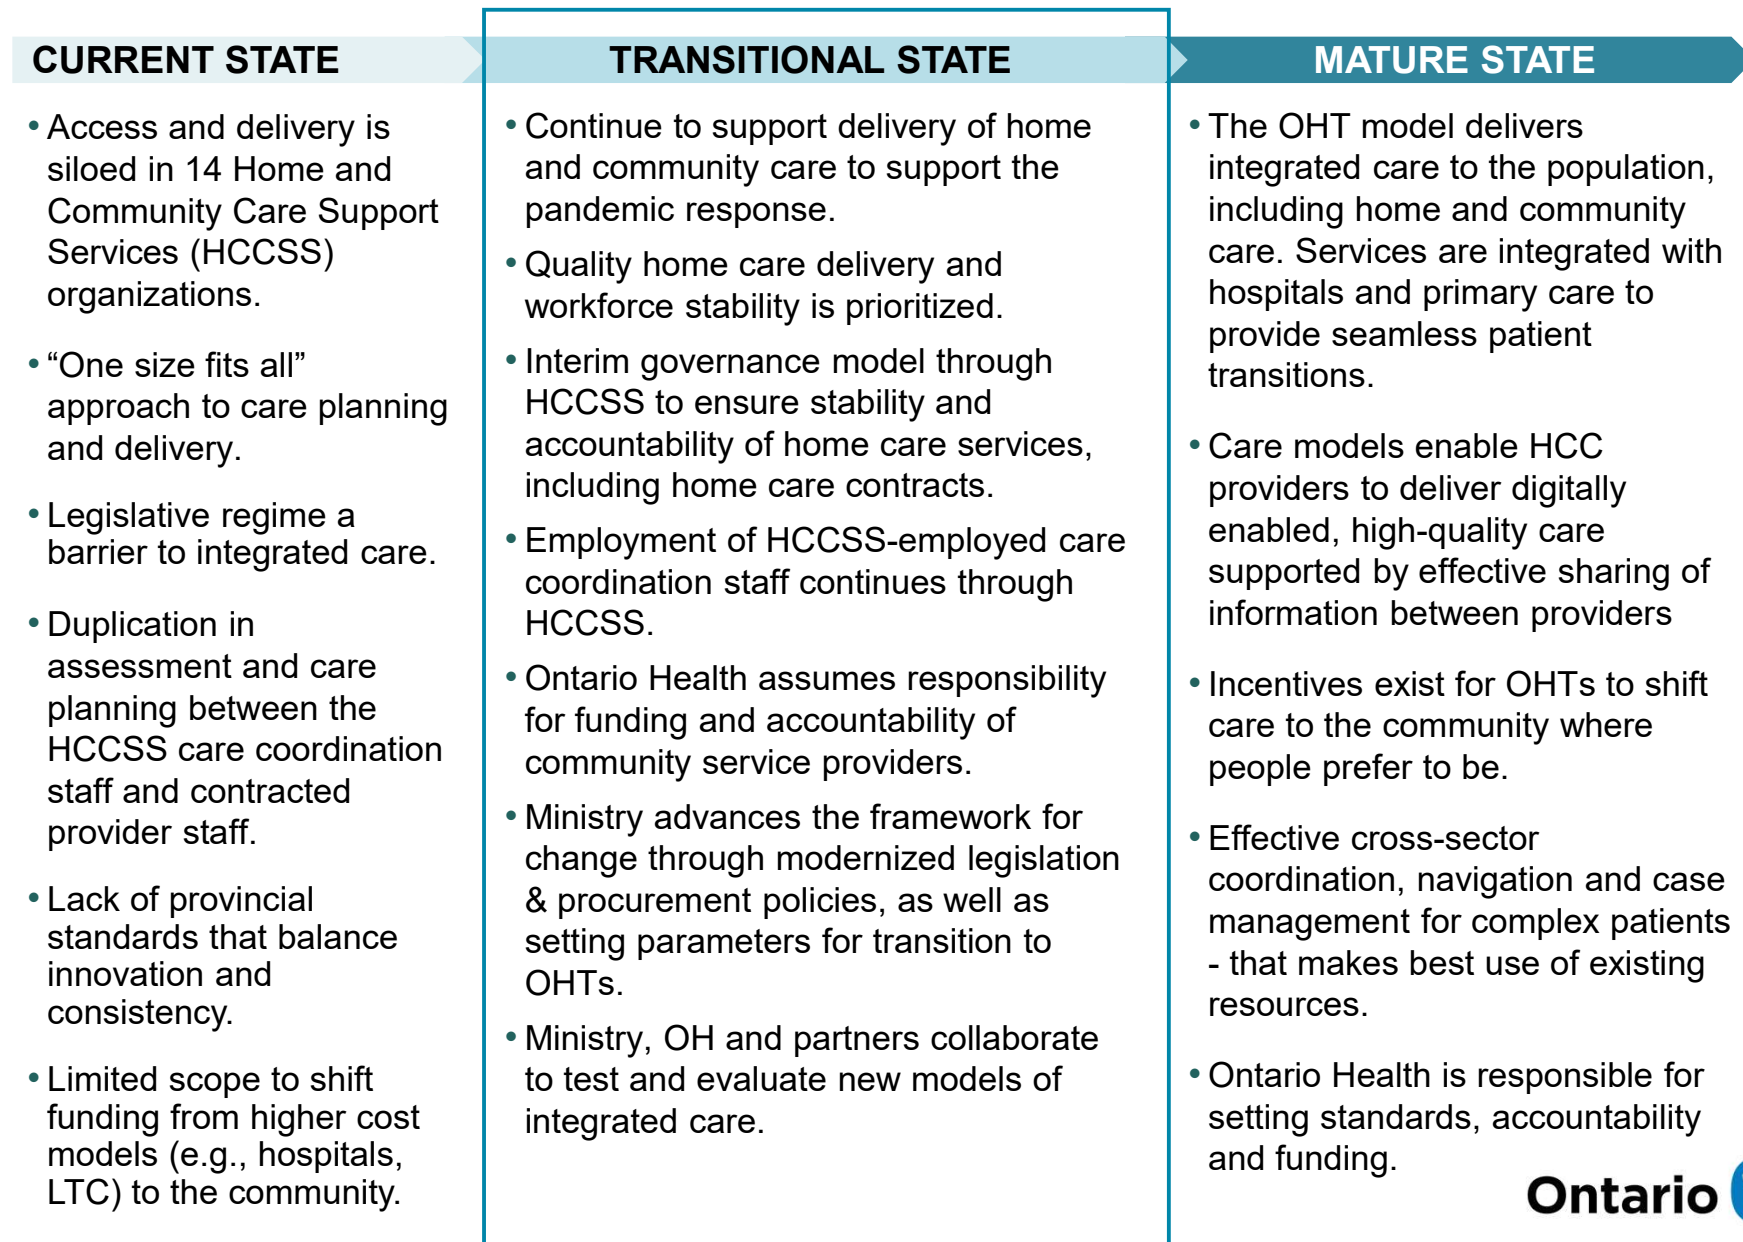 CURRENT STATE
• Access and delivery is
siloed in 14 Home and
Community Care Support
Services (HCCSS)
organizations.
• “One size fits all”
approach to care planning
and delivery.
• Legislative regime a
barrier to integrated care.
• Duplication in
assessment and care
planning between the
HCCSS care coordination
staff and contracted
provider staff.
• Lack of provincial
standards that balance
innovation and
consistency.
• Limited scope to shift
funding from higher cost
models (e.g., hospitals,
LTC) to the community.
TRANSITIONAL STATE
• Continue to support delivery of home
and community care to support the
pandemic response.
• Quality home care delivery and
workforce stability is prioritized.
• Interim governance model through
HCCSS to ensure stability and
accountability of home care services,
including home care contracts.
• Employment of HCCSS-employed care
coordination staff continues through
HCCSS.
• Ontario Health assumes responsibility
for funding and accountability of
community service providers.
• Ministry advances the framework for
change through modernized legislation
& procurement policies, as well as
setting parameters for transition to
OHTs.
• Ministry, OH and partners collaborate
to test and evaluate new models of
integrated care.
MATURE STATE
• The OHT model delivers
integrated care to the population,
including home and community
care. Services are integrated with
hospitals and primary care to
provide seamless patient
transitions.
• Care models enable HCC
providers to deliver digitally
enabled, high-quality care
supported by effective sharing of
information between providers
• Incentives exist for OHTs to shift
care to the community where
people prefer to be.
• Effective cross-sector
coordination, navigation and case
management for complex patients
- that makes best use of existing
resources.
• Ontario Health is responsible for
setting standards, accountability
and funding.
Ontario